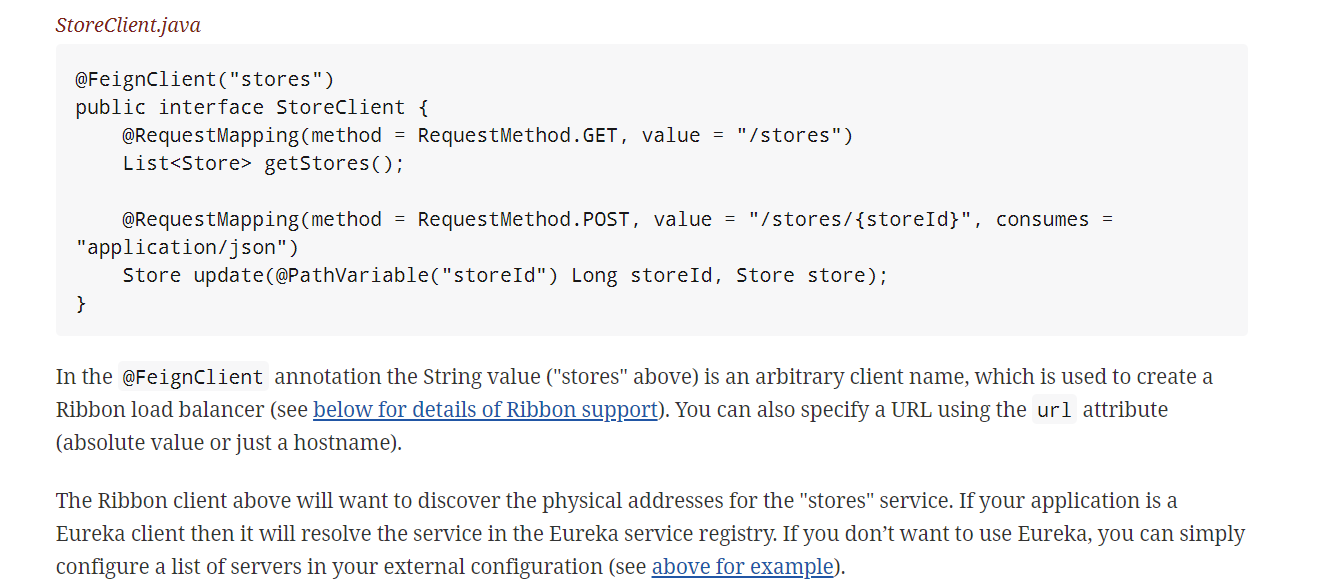 StoreClient.java
@FeignClient("stores")
public interface StoreClient {
    @RequestMapping(method = RequestMethod.GET, value = "/stores")
    List<Store> getStores();

    @RequestMapping(method = RequestMethod.POST, value = "/stores/{storeId}", consumes =
"application/json")
    Store update(@PathVariable("storeId") Long storeId, Store store);
}
In the @FeignClient annotation the String value ("stores" above) is an arbitrary client name, which is used to create a
Ribbon load balancer (see below for details of Ribbon support). You can also specify a URL using the url attribute
(absolute value or just a hostname).
The Ribbon client above will want to discover the physical addresses for the "stores" service. If your application is a
Eureka client then it will resolve the service in the Eureka service registry. If you don’t want to use Eureka, you can simply
configure a list of servers in your external configuration (see above for example).